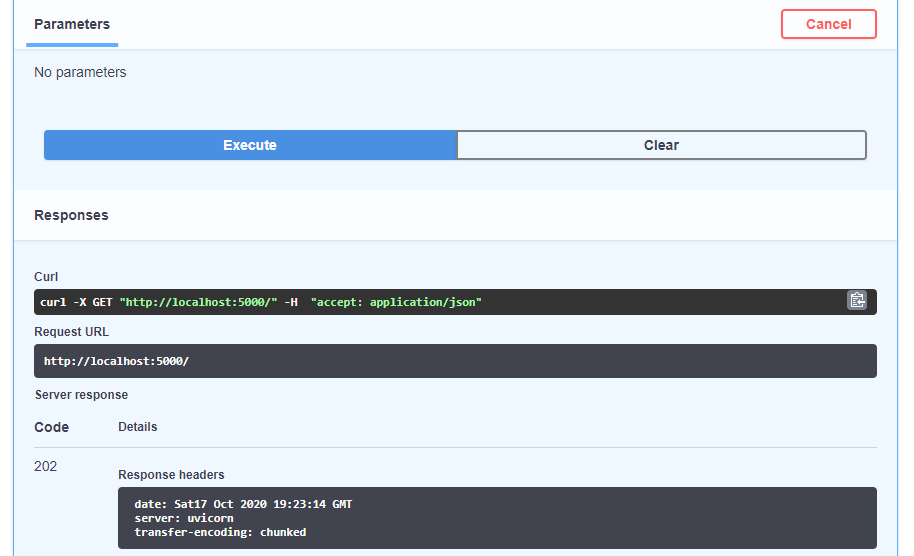 Parameters
Cancel
No parameters
Execute
Clear
Responses
Curl
curl -X GET "http://localhost:5000/" -H  "accept: application/json"
Request URL
http://localhost:5000/
Server response
Code
Details
202
Response headers
date: Sat17 Oct 2020 19:23:14 GMT
server: uvicorn
transfer-encoding: chunked